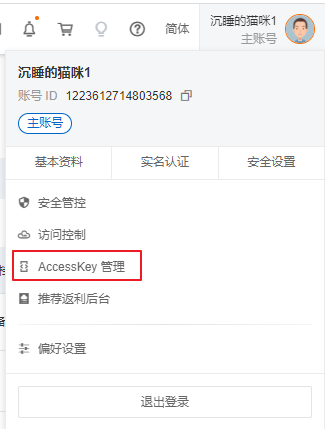 简体
沉睡的猫咪1
主账号
沉睡的猫咪1
账号 ID 1223612714803568
主账号
基本资料 实名认证 安全设置
安全管控
访问控制
AccessKey 管理
推荐返利后台
偏好设置
退出登录